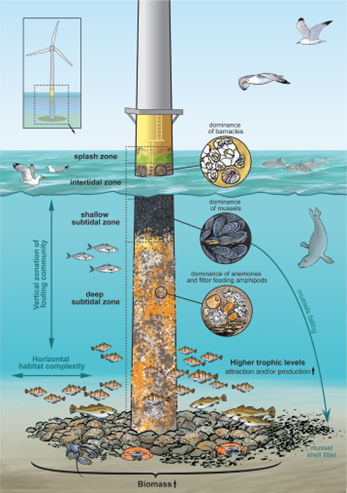 dominance
of barnacles
splash zone
intertidal zone
dominance
of mussels
shallow
subtidal zone
Vertical zonation of
fouling community
dominance of anemones
and filter feeding amphipods
deep
subtidal zone
mussels falling
Horizontal
habitat complexity
Higher trophic levels
attraction and/or production
mussel
shell litter
Biomass